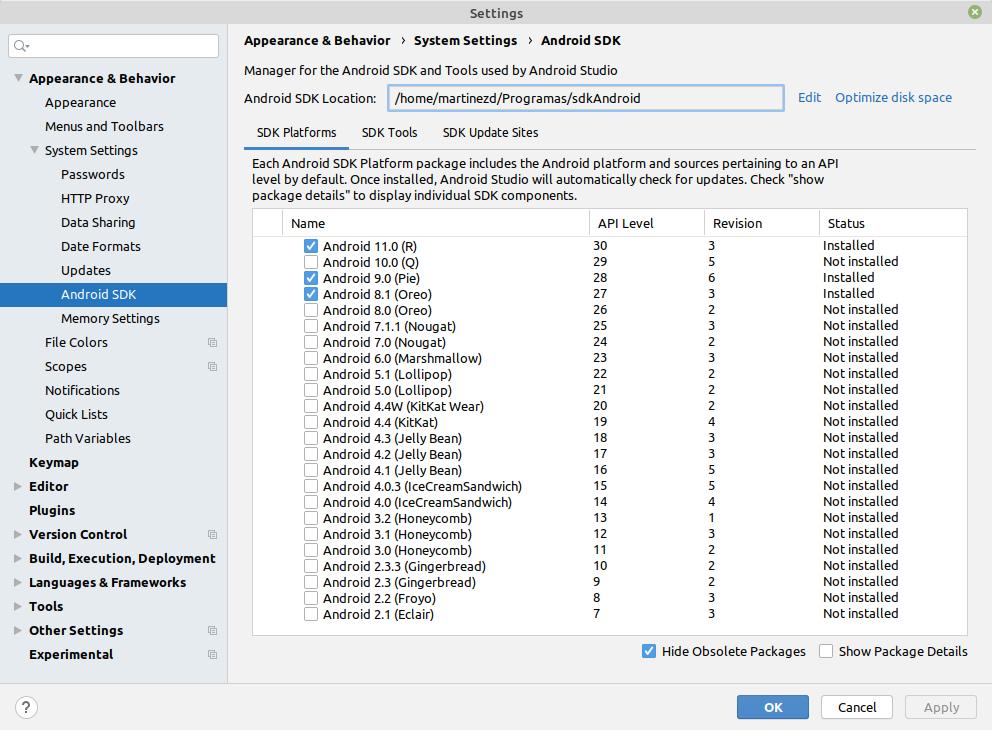 Settings
Appearance & Behavior
Appearance
Menus and Toolbars
System Settings
Passwords
HTTP Proxy
Data Sharing
Date Formats
Updates
Android SDK
Memory Settings
File Colors
Scopes
Notifications
Quick Lists
Path Variables
Keymap
Editor
Plugins
Version Control
Build, Execution, Deployment
Languages & Frameworks
Tools
Other Settings
Experimental
Appearance & Behavior › System Settings › Android SDK
Manager for the Android SDK and Tools used by Android Studio
Android SDK Location: /home/martinezd/Programas/sdkAndroid Edit Optimize disk space
SDK Platforms SDK Tools SDK Update Sites
Each Android SDK Platform package includes the Android platform and sources pertaining to an API
level by default. Once installed, Android Studio will automatically check for updates. Check "show
package details" to display individual SDK components.
Name API Level Revision Status
Android 11.0 (R) 30 3 Installed
Android 10.0 (Q) 29 5 Not installed
Android 9.0 (Pie) 28 6 Installed
Android 8.1 (Oreo) 27 3 Installed
Android 8.0 (Oreo) 26 2 Not installed
Android 7.1.1 (Nougat) 25 3 Not installed
Android 7.0 (Nougat) 24 2 Not installed
Android 6.0 (Marshmallow) 23 3 Not installed
Android 5.1 (Lollipop) 22 2 Not installed
Android 5.0 (Lollipop) 21 2 Not installed
Android 4.4W (KitKat Wear) 20 2 Not installed
Android 4.4 (KitKat) 19 4 Not installed
Android 4.3 (Jelly Bean) 18 3 Not installed
Android 4.2 (Jelly Bean) 17 3 Not installed
Android 4.1 (Jelly Bean) 16 5 Not installed
Android 4.0.3 (IceCreamSandwich) 15 5 Not installed
Android 4.0 (IceCreamSandwich) 14 4 Not installed
Android 3.2 (Honeycomb) 13 1 Not installed
Android 3.1 (Honeycomb) 12 3 Not installed
Android 3.0 (Honeycomb) 11 2 Not installed
Android 2.3.3 (Gingerbread) 10 2 Not installed
Android 2.3 (Gingerbread) 9 2 Not installed
Android 2.2 (Froyo) 8 3 Not installed
Android 2.1 (Eclair) 7 3 Not installed
Hide Obsolete Packages Show Package Details
? OK Cancel Apply